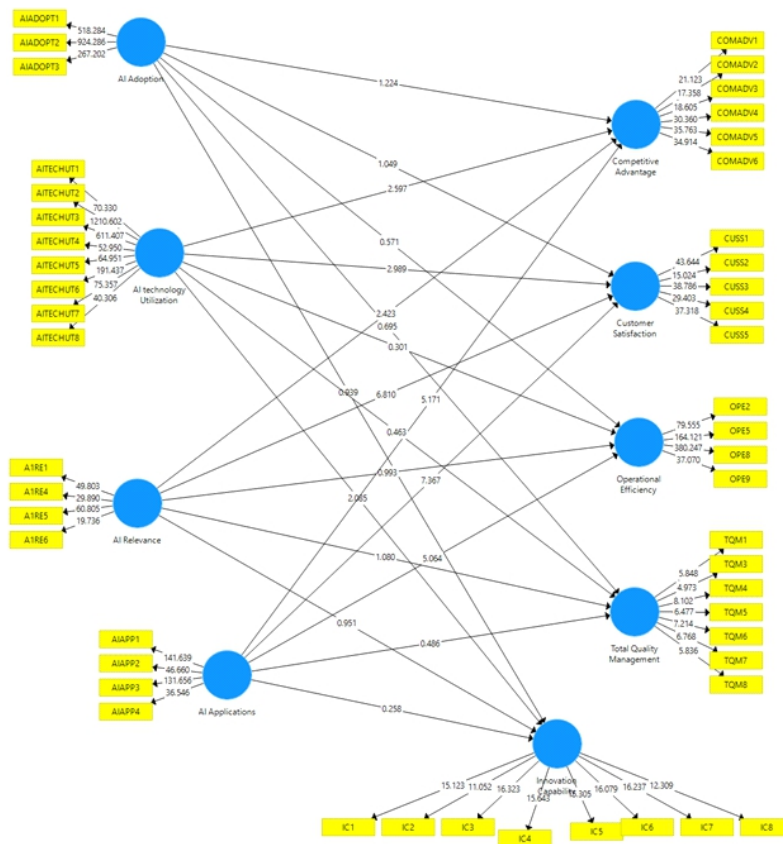 AIADOPT1
AIADOPT2
AIADOPT3
518.284
924.286
267.202
AI Adoption
AITECHUT1
AITECHUT2
AITECHUT3
AITECHUT4
AITECHUT5
AITECHUT6
AITECHUT7
AITECHUT8
70.330
1210.602
611.407
52.950
64.951
191.437
75.357
40.306
AI technology
Utilization
A1RE1
A1RE4
A1RE5
A1RE6
49.803
29.890
60.805
19.736
AI Relevance
AIAPP1
AIAPP2
AIAPP3
AIAPP4
141.639
46.660
131.656
36.546
AI Applications
1.224
1.049
2.597
0.571
2.989
2.423
0.695
0.301
6.810
5.171
0.463
0.993
7.367
2.085
5.064
1.080
0.951
0.486
0.258
COMADV1
COMADV2
COMADV3
COMADV4
COMADV5
COMADV6
21.123
17.358
18.605
30.360
35.763
34.914
Competitive
Advantage
CUSS1
CUSS2
CUSS3
CUSS4
CUSS5
43.644
15.024
38.786
29.403
37.318
Customer
Satisfaction
OPE2
OPE5
OPE8
OPE9
79.555
164.121
380.247
37.070
Operational
Efficiency
TQM1
TQM3
TQM4
TQM5
TQM6
TQM7
TQM8
5.848
4.973
8.102
6.477
7.214
6.768
5.836
Total Quality
Management
Innovation
Capability
15.123
11.052
16.323
15.643
16.079
16.237
12.309
IC1
IC2
IC3
IC4
IC5
IC6
IC7
IC8